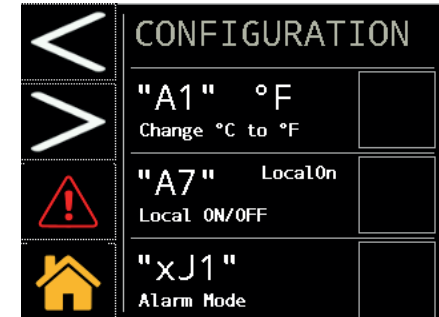 CONFIGURATION
"A1" °F
Change °C to °F
"A7" LocalOn
Local ON/OFF
"xJ1"
Alarm Mode